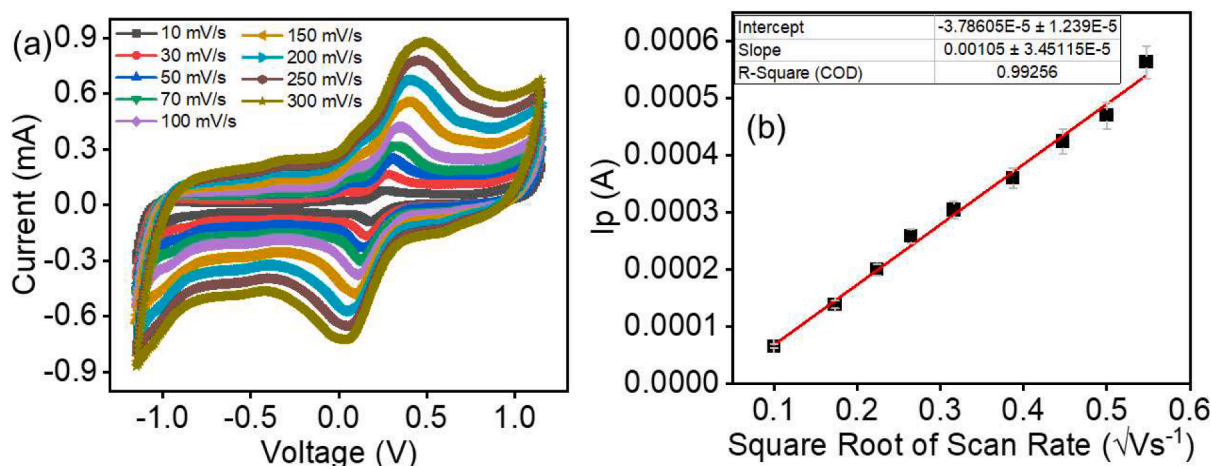 (a)
10 mV/s 150 mV/s
30 mV/s 200 mV/s
50 mV/s 250 mV/s
70 mV/s 300 mV/s
100 mV/s
Current (mA)
0.9
0.6
0.3
0.0
-0.3
-0.6
-0.9
-1.0 -0.5 0.0 0.5 1.0
Voltage (V)
(b)
Intercept -3.78605E-5 ± 1.239E-5
Slope 0.00105 ± 3.45115E-5
R-Square (COD) 0.99256
Ip (A)
0.0006
0.0005
0.0004
0.0003
0.0002
0.0001
0.0000
0.1 0.2 0.3 0.4 0.5 0.6
Square Root of Scan Rate (√Vs⁻¹)